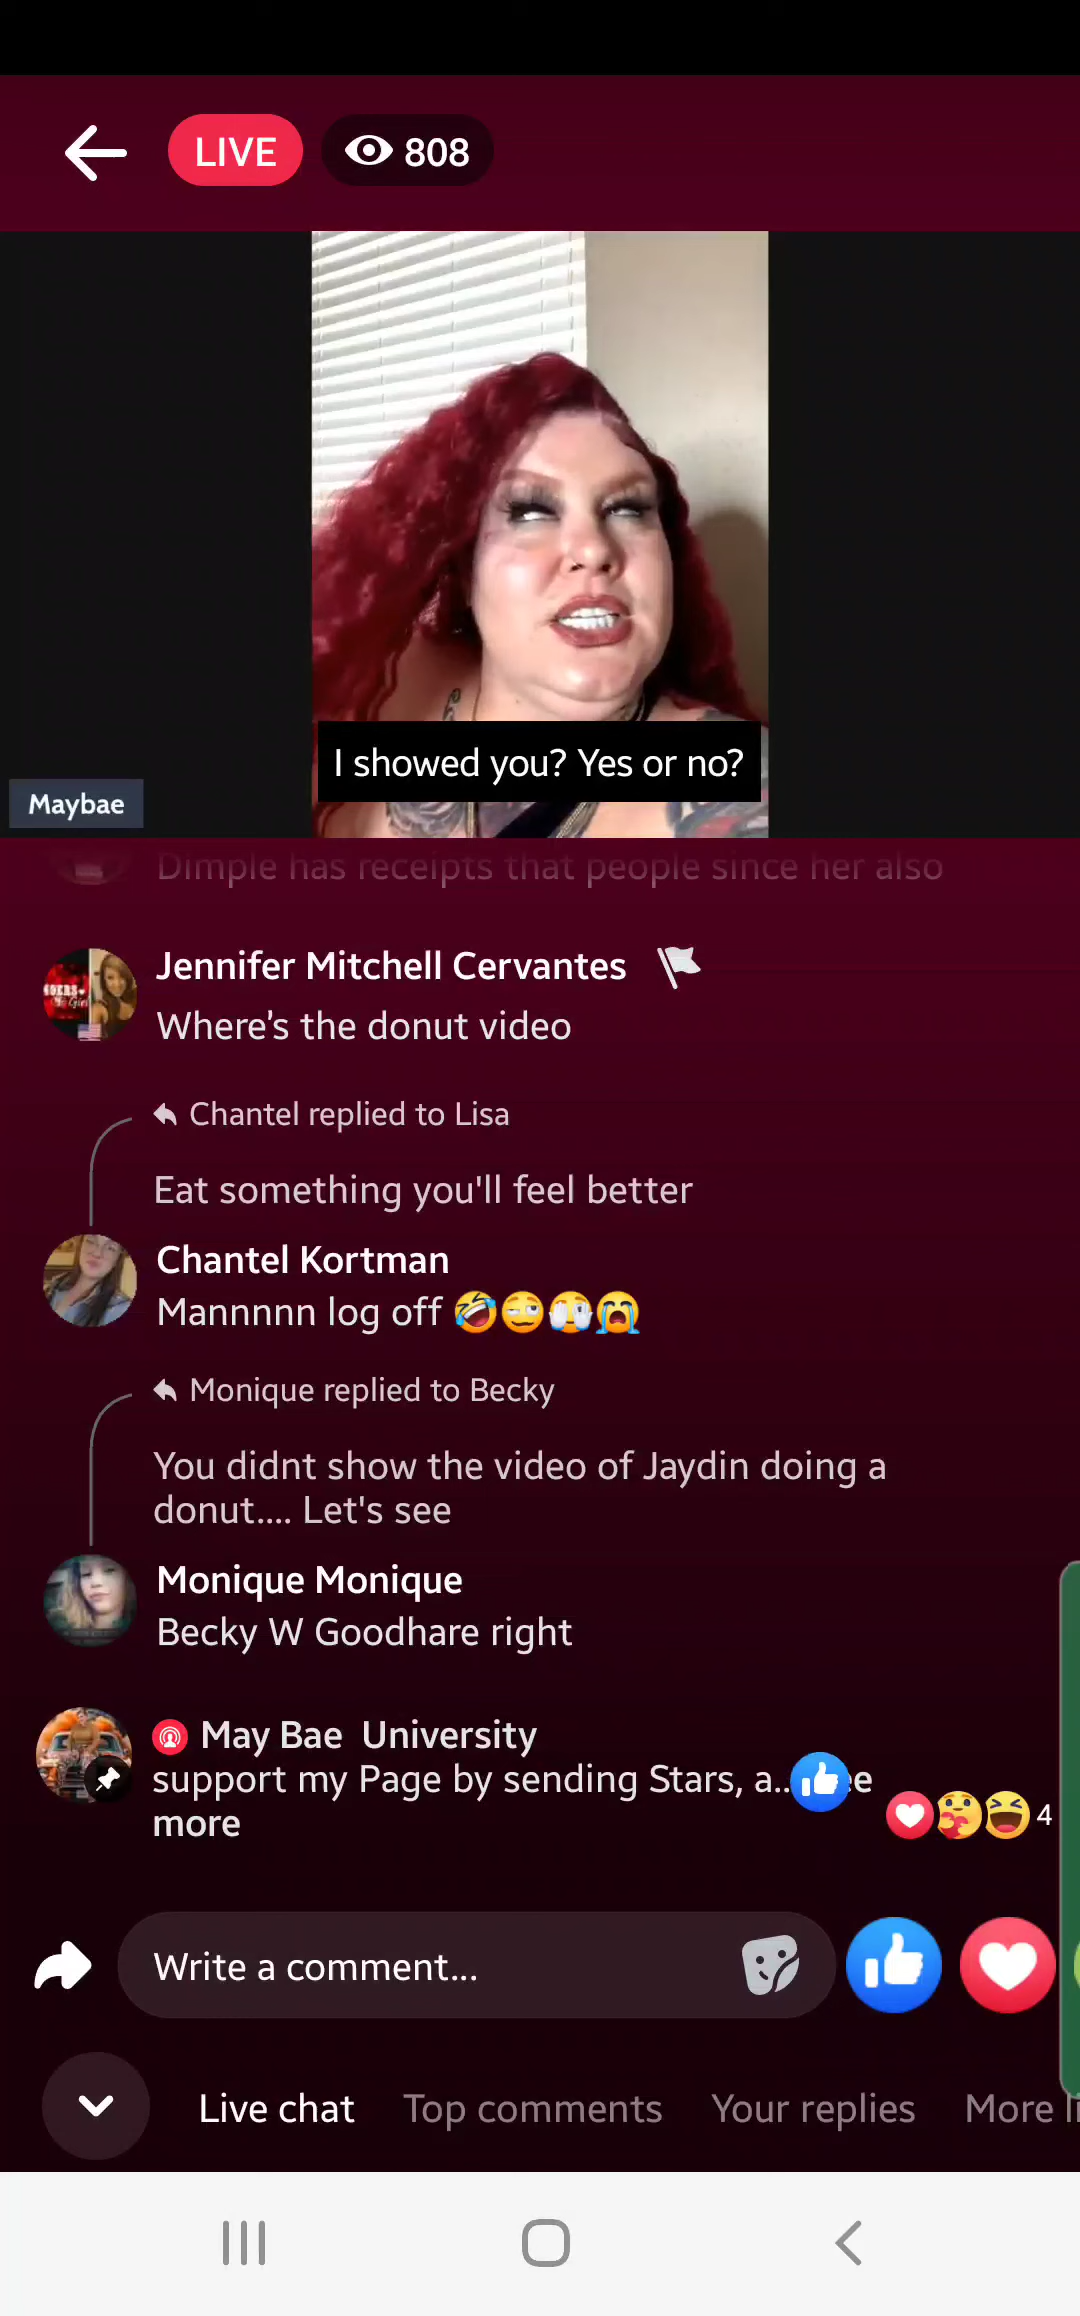 LIVE
808
I showed you? Yes or no?
Maybae
Dimple has receipts that people since her also
Jennifer Mitchell Cervantes
Where's the donut video
Chantel replied to Lisa
Eat something you'll feel better
Chantel Kortman
Mannnnn log off 🤣🥴🫣😭
Monique replied to Becky
You didnt show the video of Jaydin doing a
donut.... Let's see
Monique Monique
Becky W Goodhare right
May Bae University
support my Page by sending Stars, a..
more
4
Write a comment...
Live chat
Top comments
Your replies
More